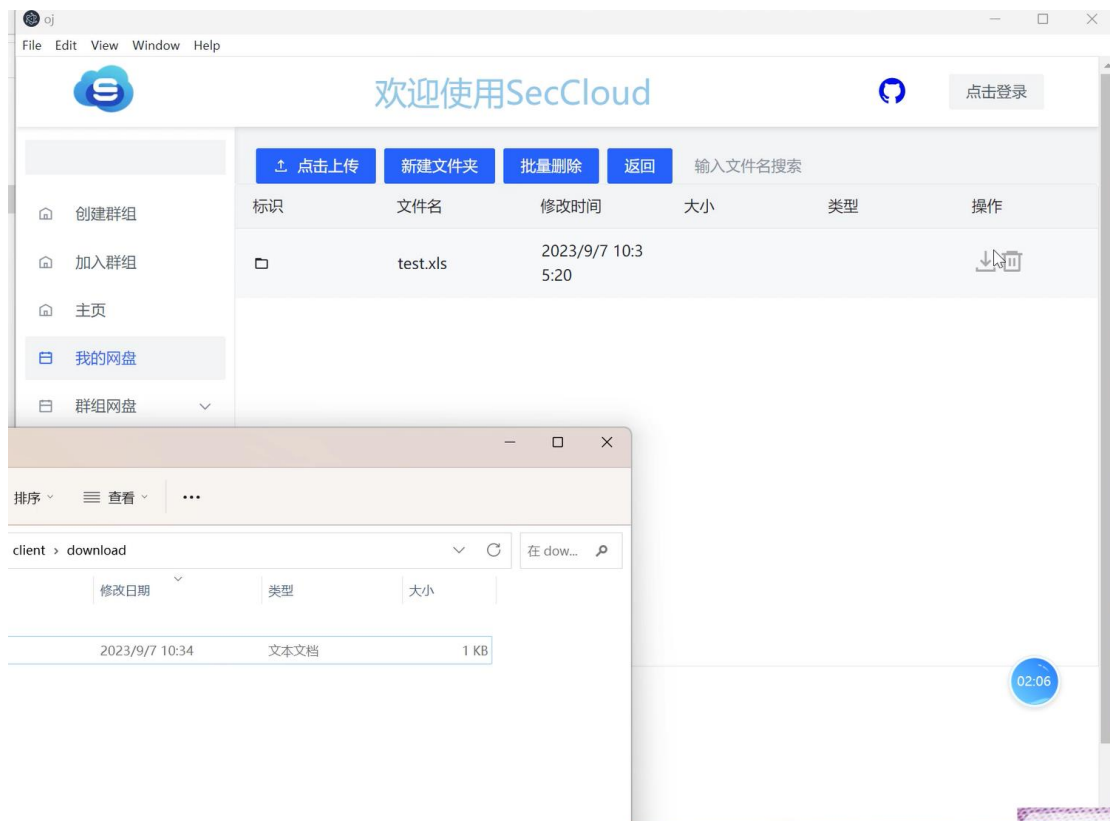 oj
File Edit View Window Help
S 欢迎使用SecCloud 点击登录
点击上传 新建文件夹 批量删除 返回 输入文件名搜索
标识 文件名 修改时间 大小 类型 操作
创建群组
加入群组
test.xls 2023/9/7 10:3
5:20
主页
我的网盘
群组网盘
排序 查看 ...
client › download 在 dow...
修改日期 类型 大小
2023/9/7 10:34 文本文档 1 KB
02:06